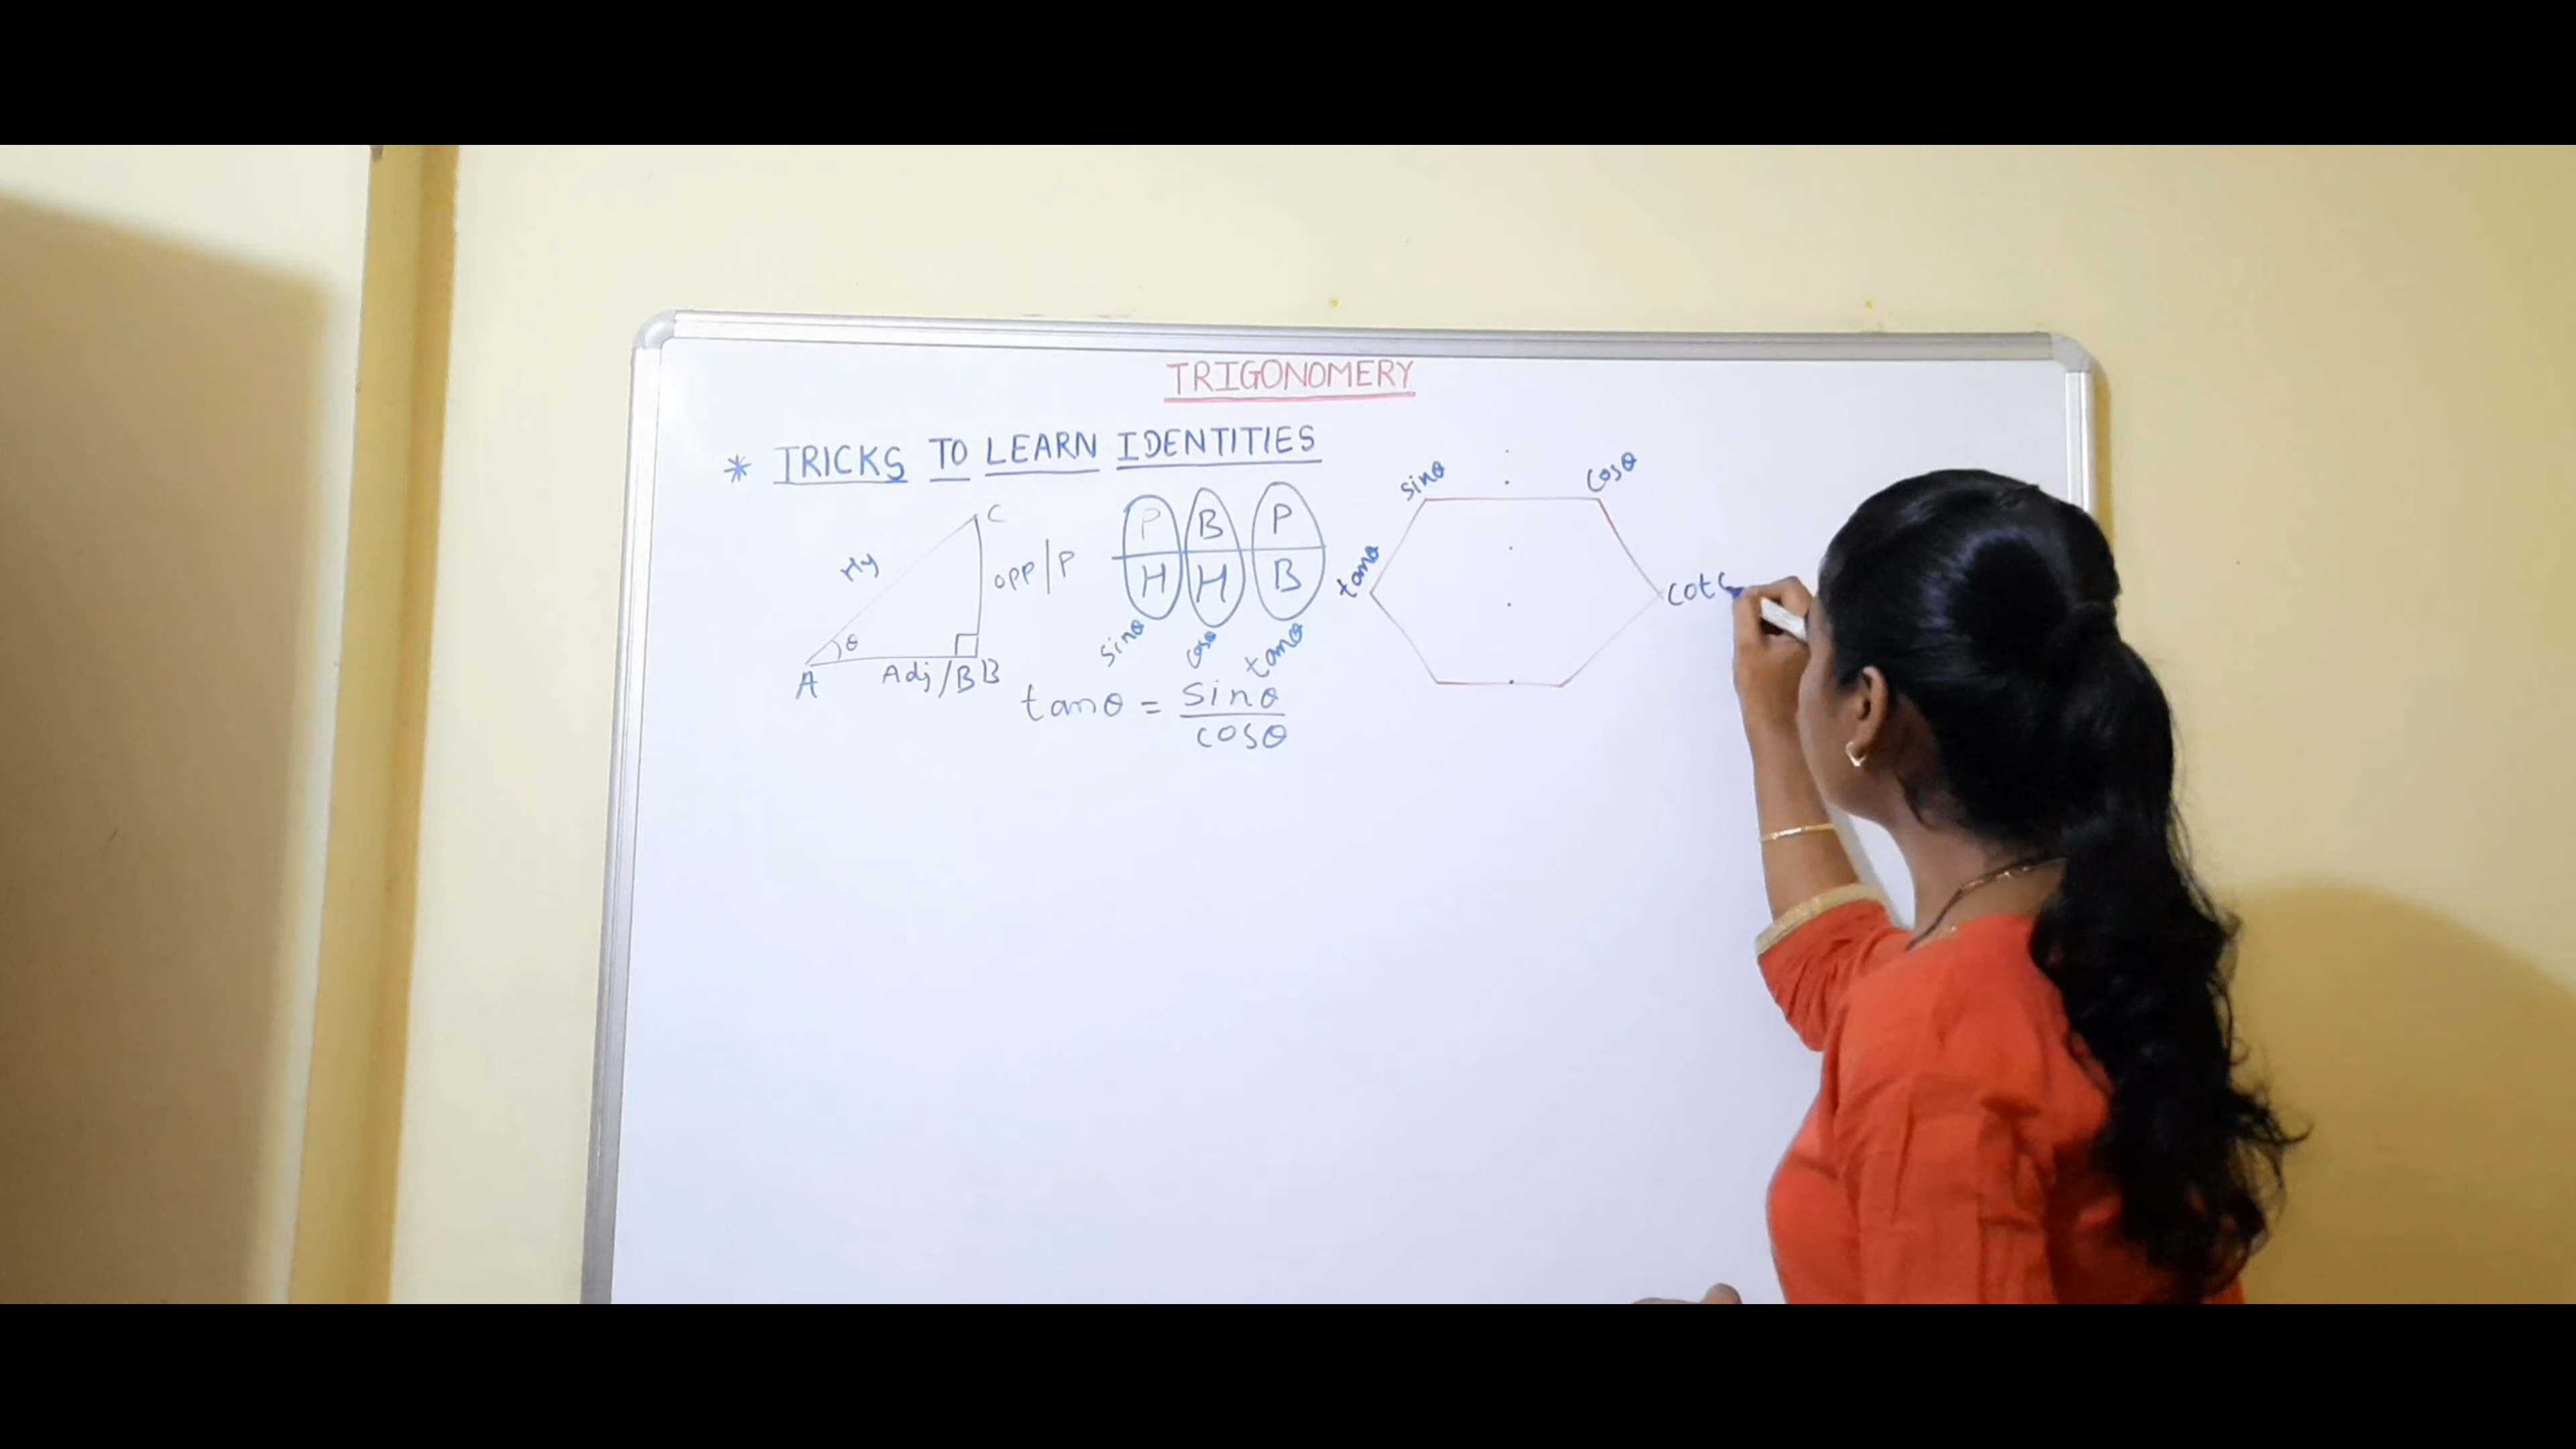 TRIGONOMERY
* TRICKS TO LEARN IDENTITIES
C
Hy
opp/P
θ
A
Adj/B B
P B P
H H B
sinθ cosθ tanθ
tanθ = sinθ
cosθ
sinθ
cosθ
tanθ
cot